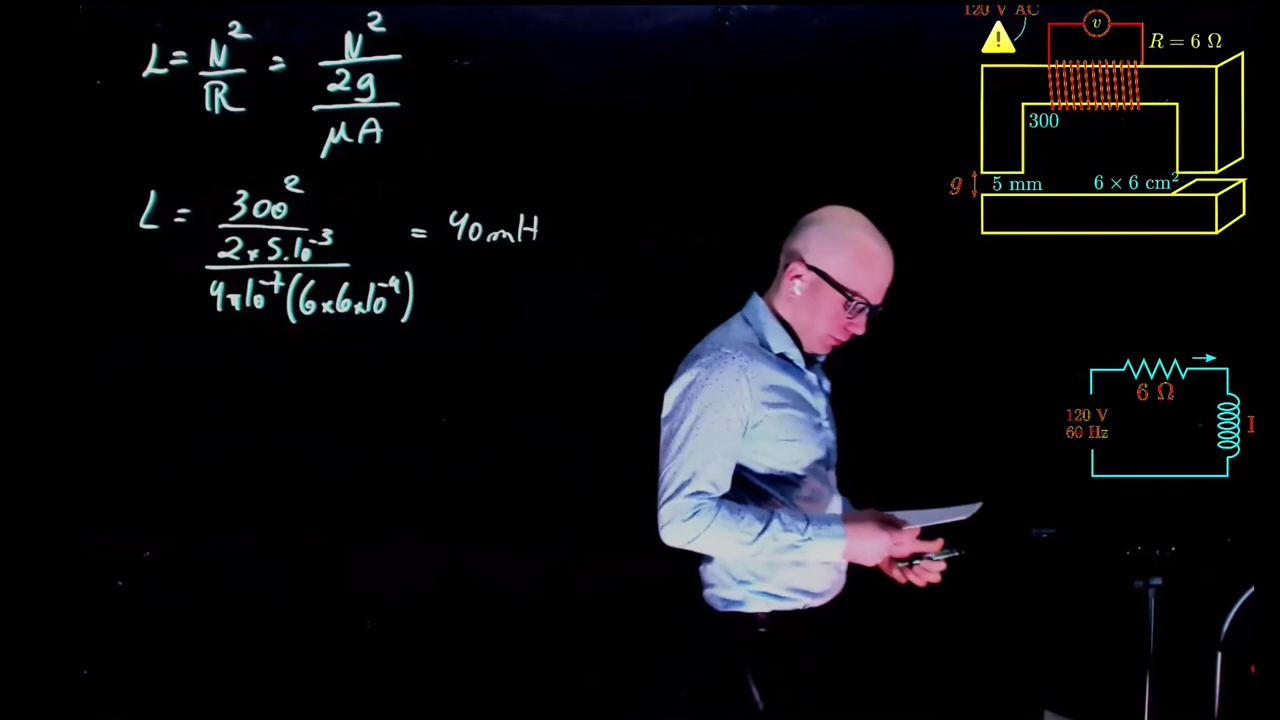 L = N² / ℝ = N² / (2g / μA)
L = 300² / (2×5.10⁻³ / 4π10⁻⁷(6×6×10⁻⁴)) = 40mH
120 V AC
v
R = 6 Ω
300
g 5 mm 6 × 6 cm²
6 Ω
120 V
60 Hz